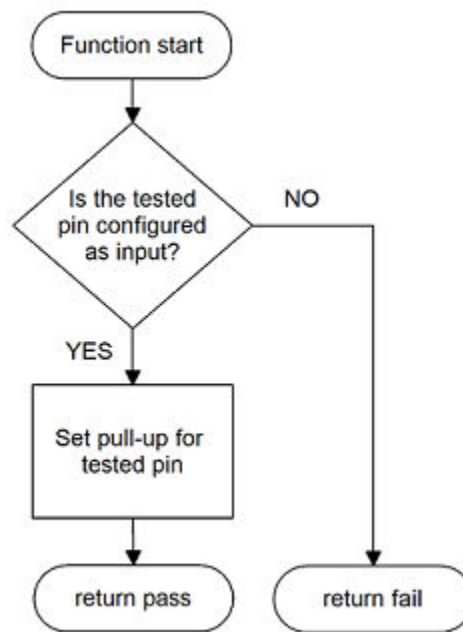 Function start
Is the tested
pin configured
as input?
NO
YES
Set pull-up for
tested pin
return pass
return fail